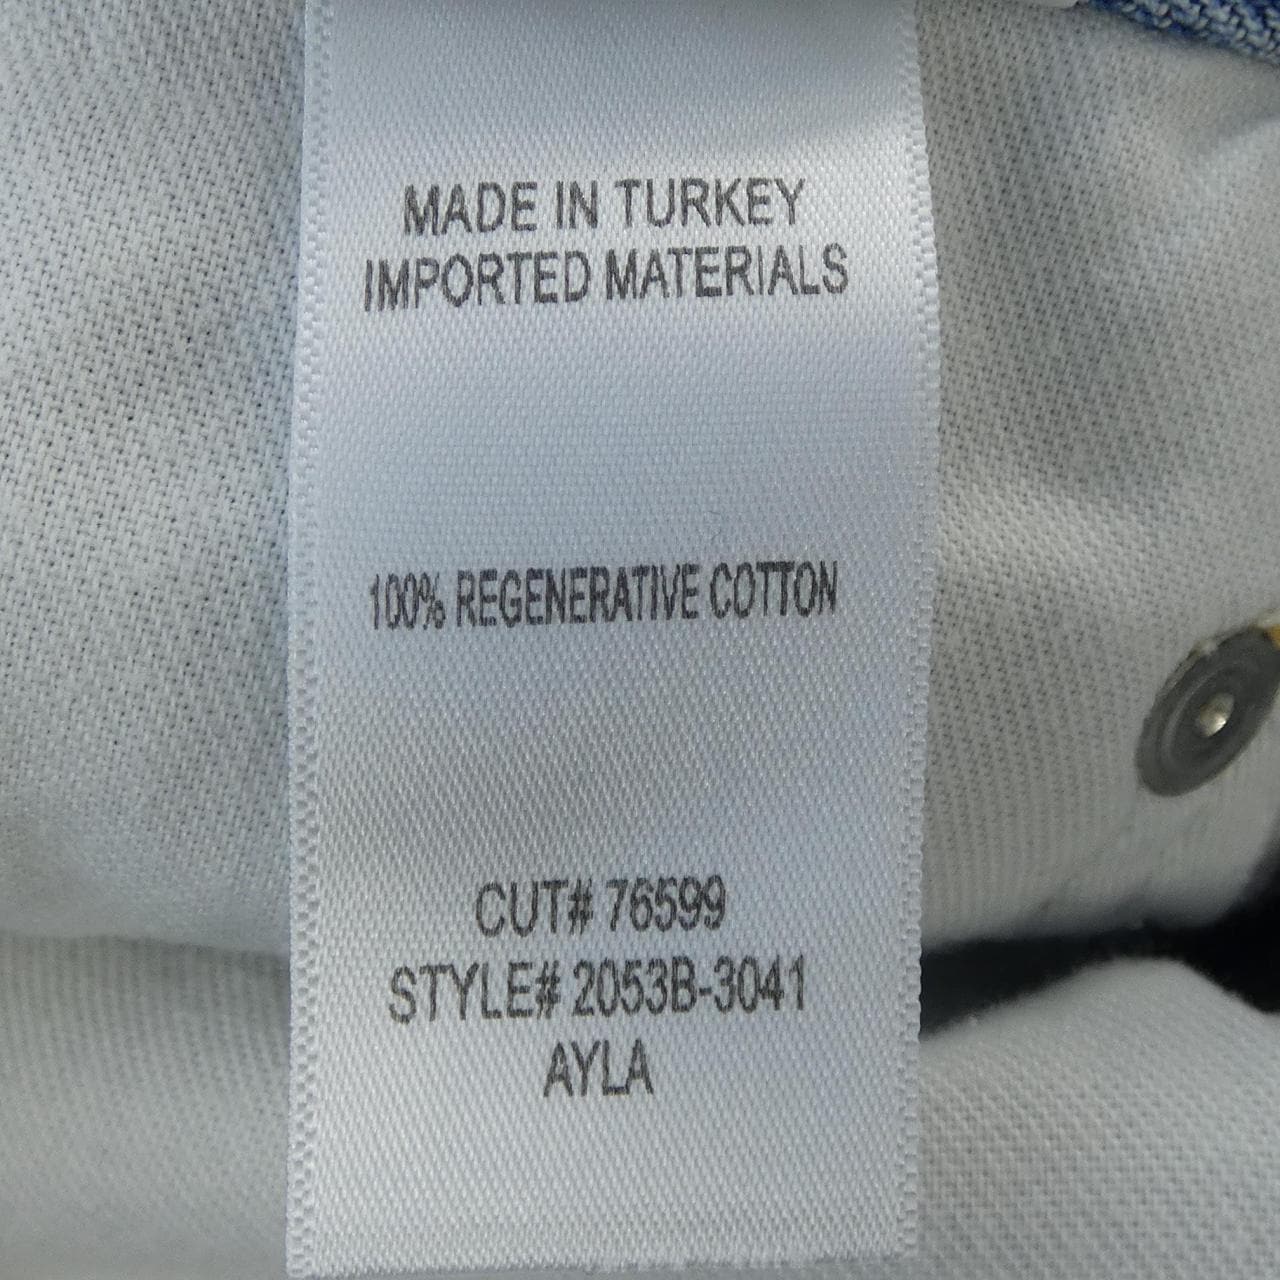 MADE IN TURKEY
IMPORTED MATERIALS
100% REGENERATIVE COTTON
CUT# 76599
STYLE# 2053B-3041
AYLA